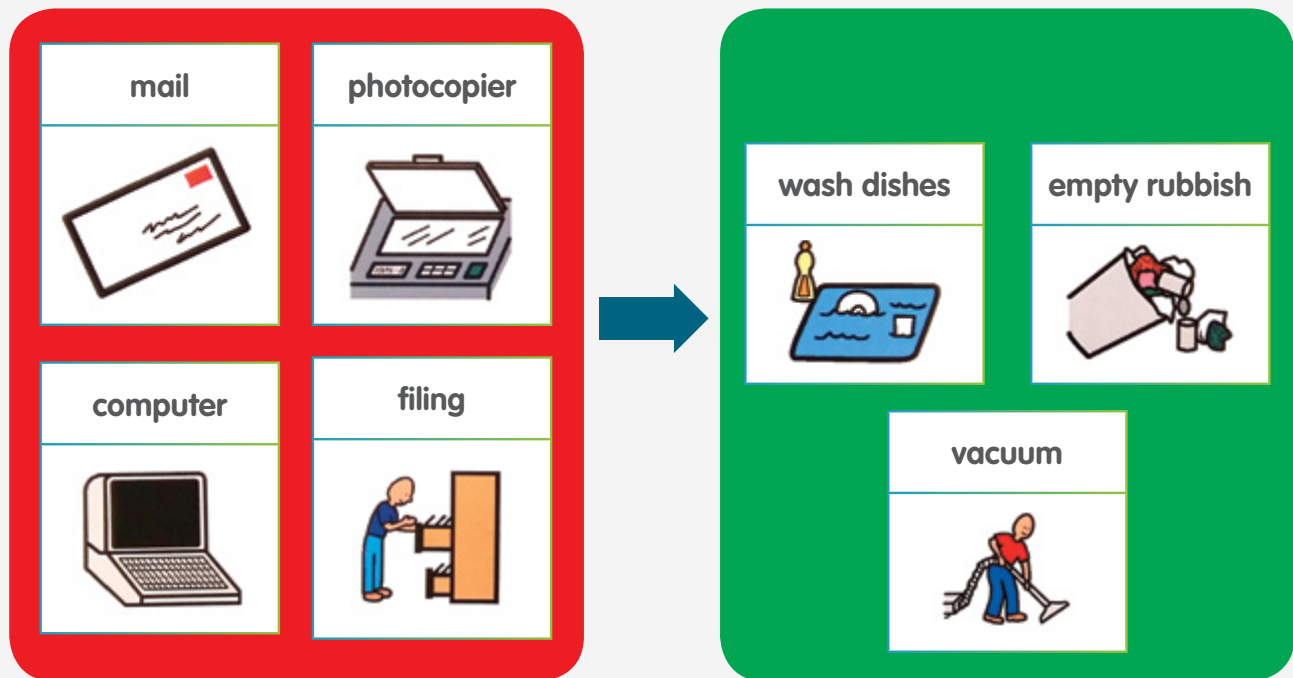 mail
photocopier
computer
filing
wash dishes
empty rubbish
vacuum